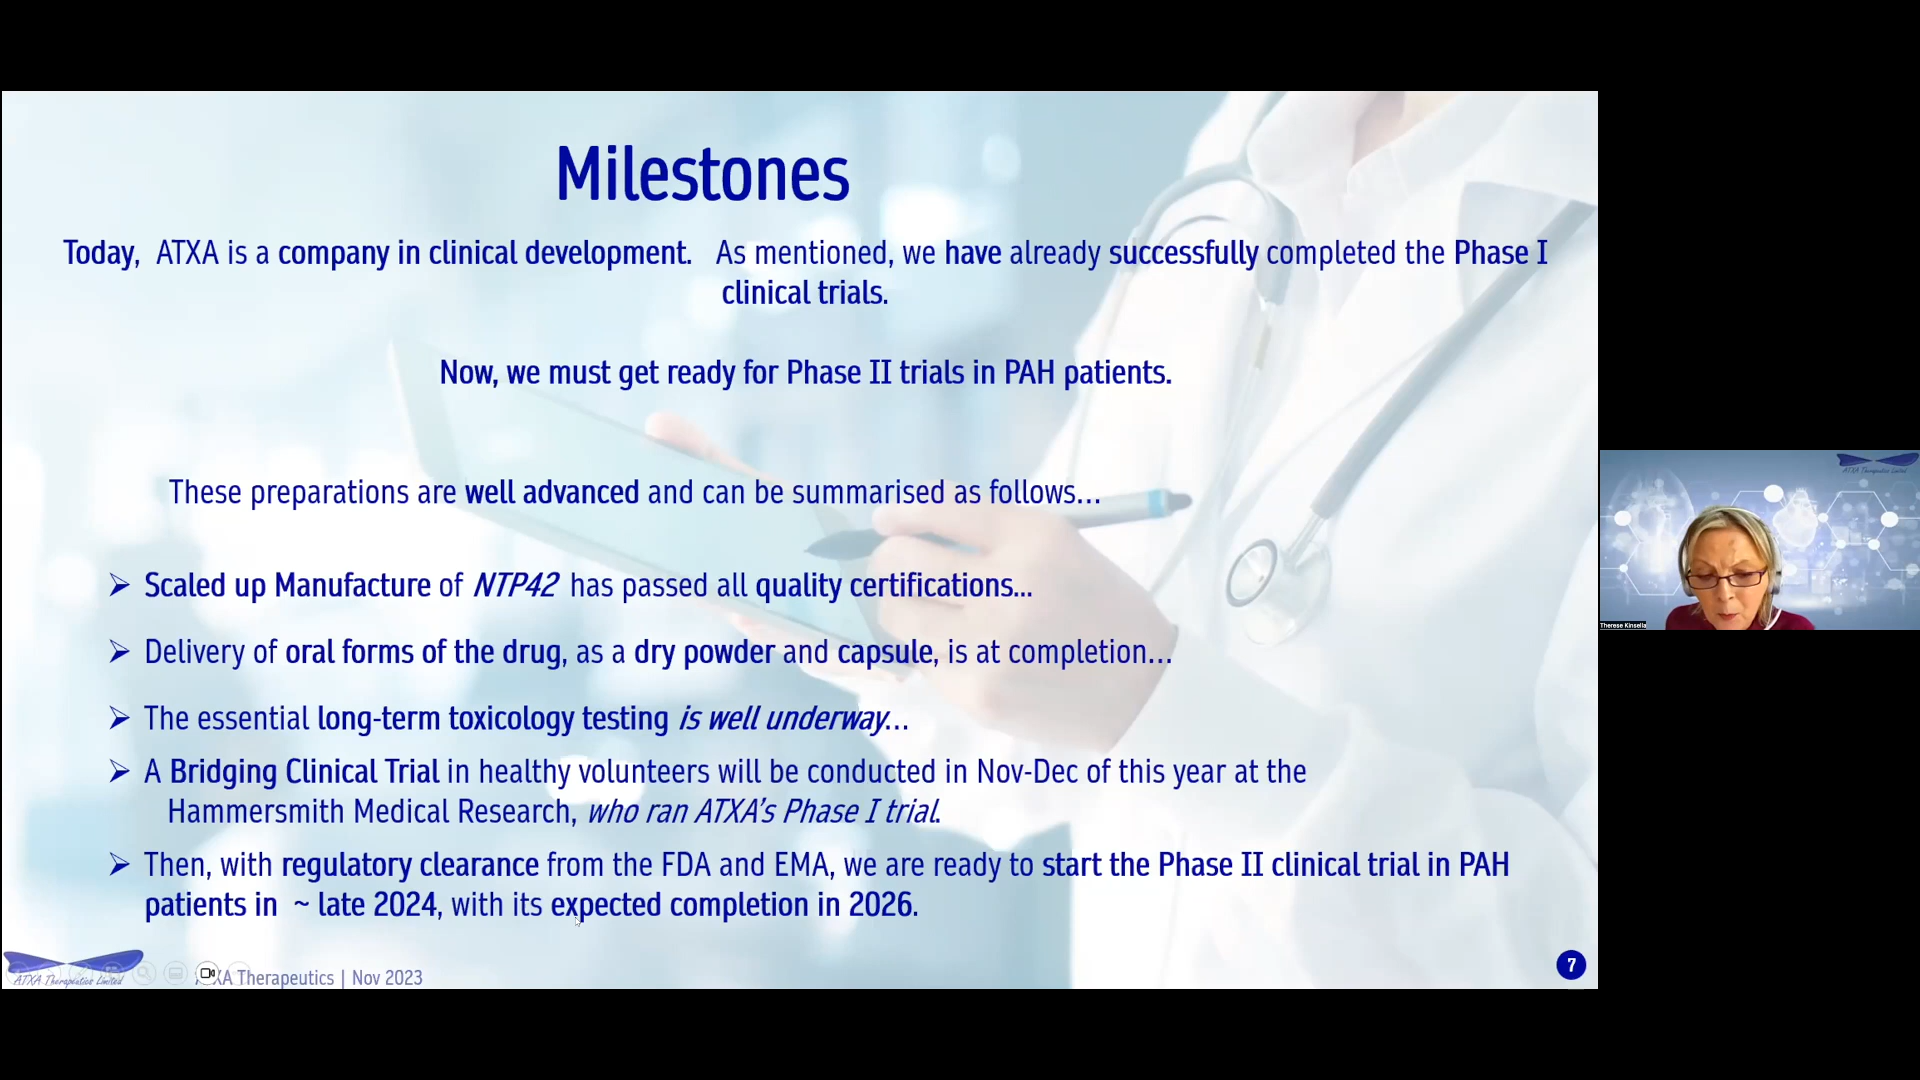 Milestones
Today, ATXA is a company in clinical development. As mentioned, we have already successfully completed the Phase I
clinical trials.
Now, we must get ready for Phase II trials in PAH patients.
These preparations are well advanced and can be summarised as follows...
➢ Scaled up Manufacture of NTP42 has passed all quality certifications...
➢ Delivery of oral forms of the drug, as a dry powder and capsule, is at completion...
➢ The essential long-term toxicology testing is well underway...
➢ A Bridging Clinical Trial in healthy volunteers will be conducted in Nov-Dec of this year at the
Hammersmith Medical Research, who ran ATXA's Phase I trial.
➢ Then, with regulatory clearance from the FDA and EMA, we are ready to start the Phase II clinical trial in PAH
patients in ~ late 2024, with its expected completion in 2026.
ATXA Therapeutics Limited
ATXA Therapeutics | Nov 2023
7
ATXA Therapeutics Limited
Therese Kinsella